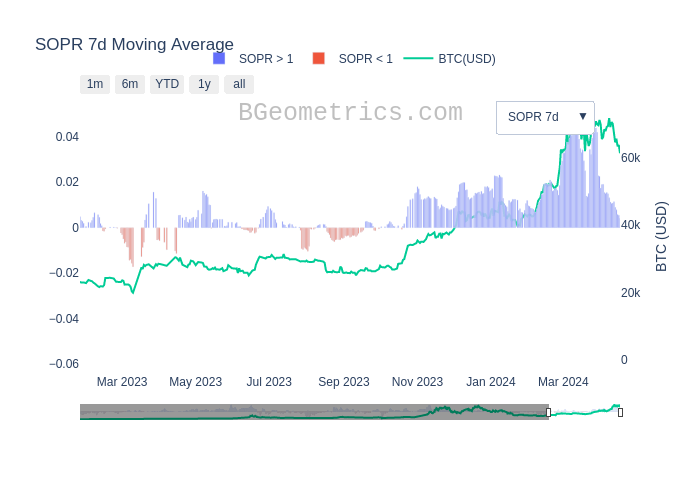 SOPR 7d Moving Average
SOPR > 1
SOPR < 1
BTC(USD)
1m
6m
YTD
1y
all
BGeometrics.com
SOPR 7d
▼
0.04
0.02
0
−0.02
−0.04
−0.06
60k
40k
20k
0
BTC (USD)
Mar 2023
May 2023
Jul 2023
Sep 2023
Nov 2023
Jan 2024
Mar 2024